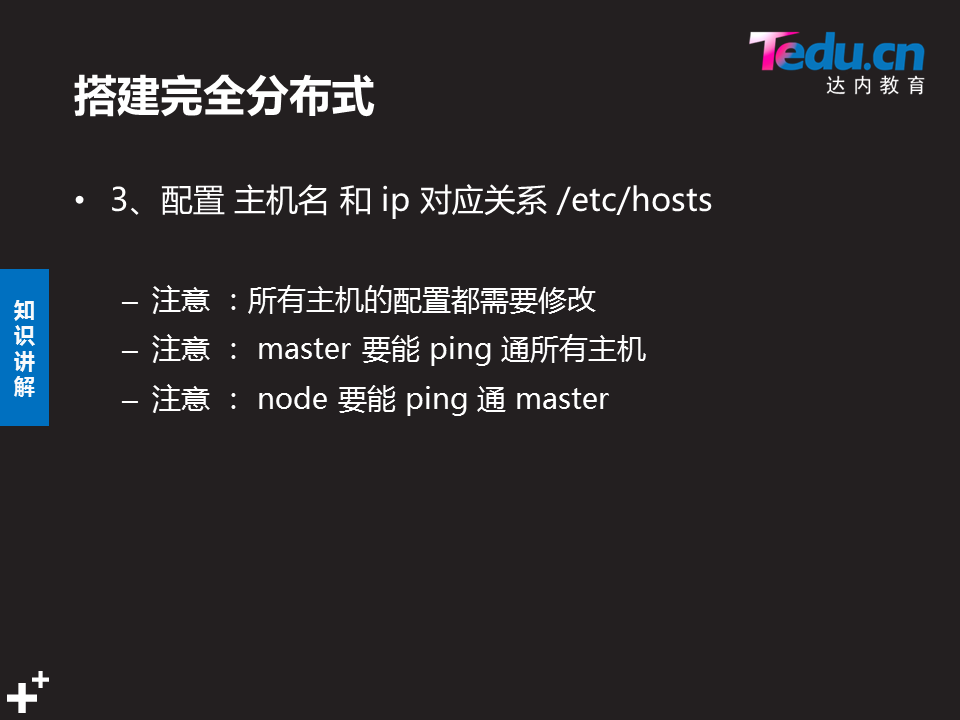 Tedu.cn
达内教育
搭建完全分布式
• 3、配置 主机名 和 ip 对应关系 /etc/hosts
– 注意 ：所有主机的配置都需要修改
– 注意 ： master 要能 ping 通所有主机
– 注意 ： node 要能 ping 通 master
知识讲解